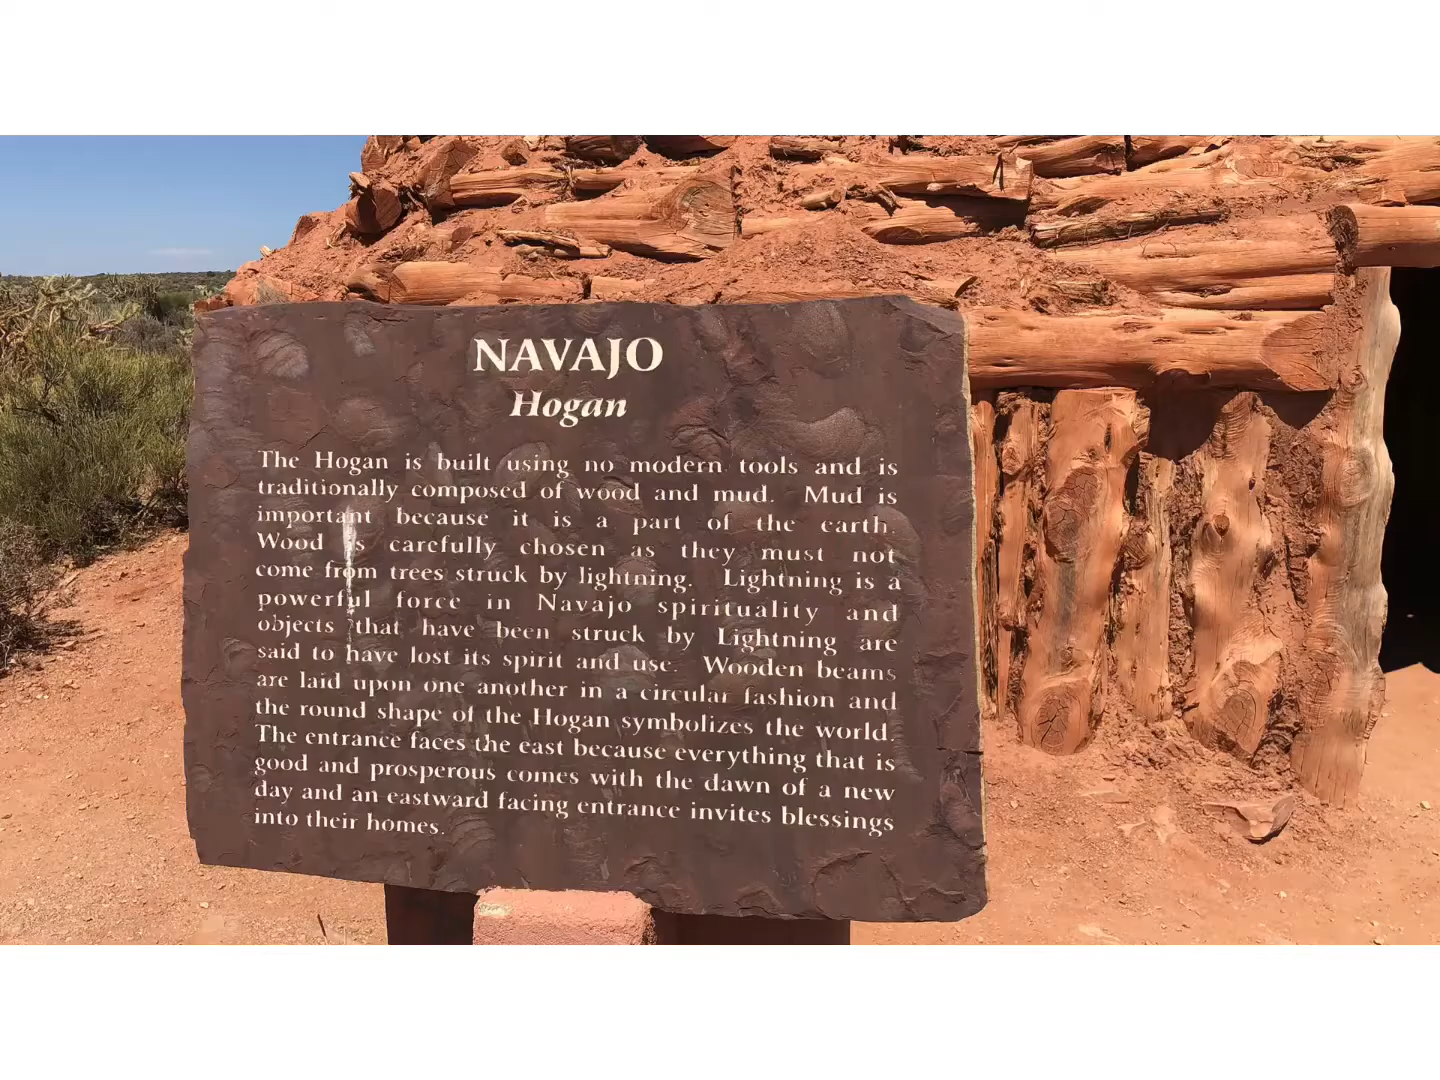 NAVAJO
Hogan
The Hogan is built using no modern tools and is
traditionally composed of wood and mud. Mud is
important because it is a part of the earth.
Wood is carefully chosen as they must not
come from trees struck by lightning. Lightning is a
powerful force in Navajo spirituality and
objects that have been struck by Lightning are
said to have lost its spirit and use. Wooden beams
are laid upon one another in a circular fashion and
the round shape of the Hogan symbolizes the world.
The entrance faces the east because everything that is
good and prosperous comes with the dawn of a new
day and an eastward facing entrance invites blessings
into their homes.